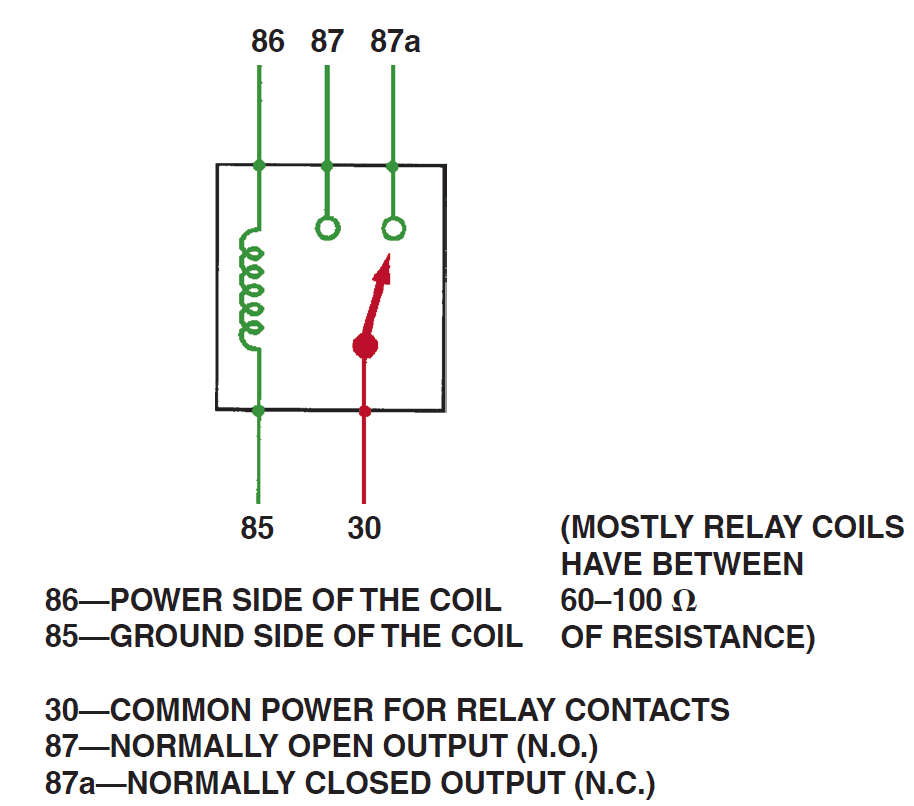 86 87 87a
85 30
(MOSTLY RELAY COILS
HAVE BETWEEN
60–100 Ω
OF RESISTANCE)
86—POWER SIDE OF THE COIL
85—GROUND SIDE OF THE COIL
30—COMMON POWER FOR RELAY CONTACTS
87—NORMALLY OPEN OUTPUT (N.O.)
87a—NORMALLY CLOSED OUTPUT (N.C.)